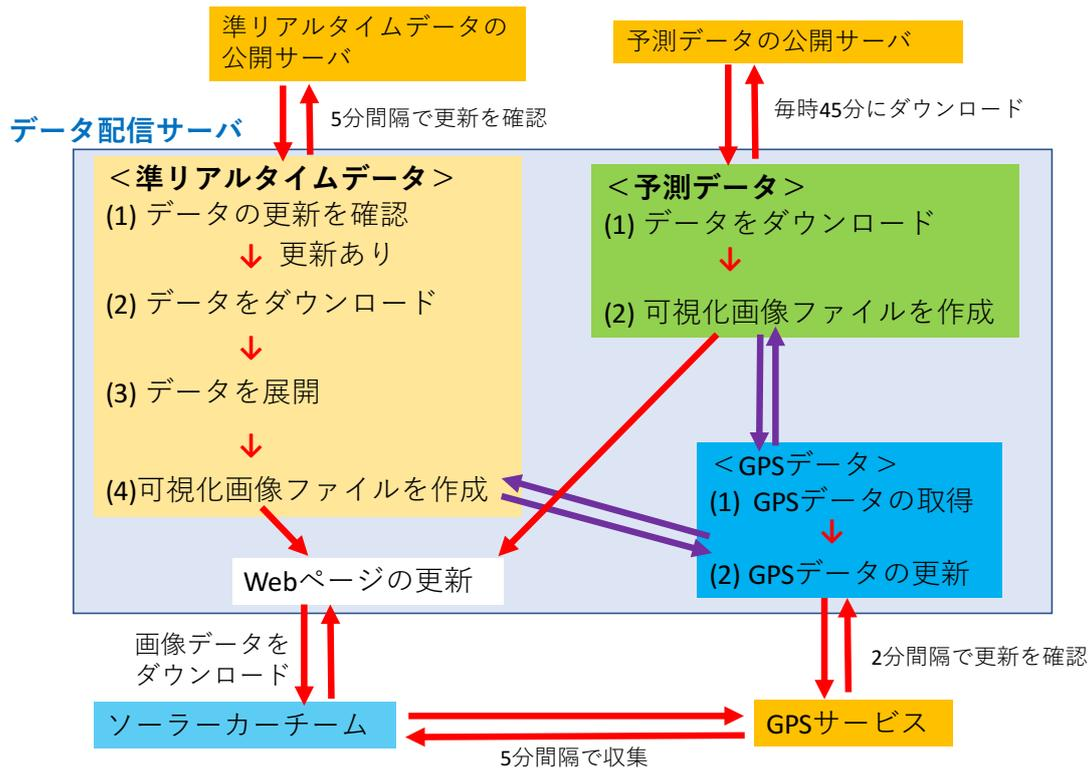 準リアルタイムデータの
公開サーバ
予測データの公開サーバ
5分間隔で更新を確認
毎時45分にダウンロード
データ配信サーバ
＜準リアルタイムデータ＞
(1) データの更新を確認
↓ 更新あり
(2) データをダウンロード
↓
(3) データを展開
↓
(4)可視化画像ファイルを作成
＜予測データ＞
(1) データをダウンロード
↓
(2) 可視化画像ファイルを作成
＜GPSデータ＞
(1) GPSデータの取得
↓
(2) GPSデータの更新
Webページの更新
画像データを
ダウンロード
2分間隔で更新を確認
ソーラーカーチーム
GPSサービス
5分間隔で収集